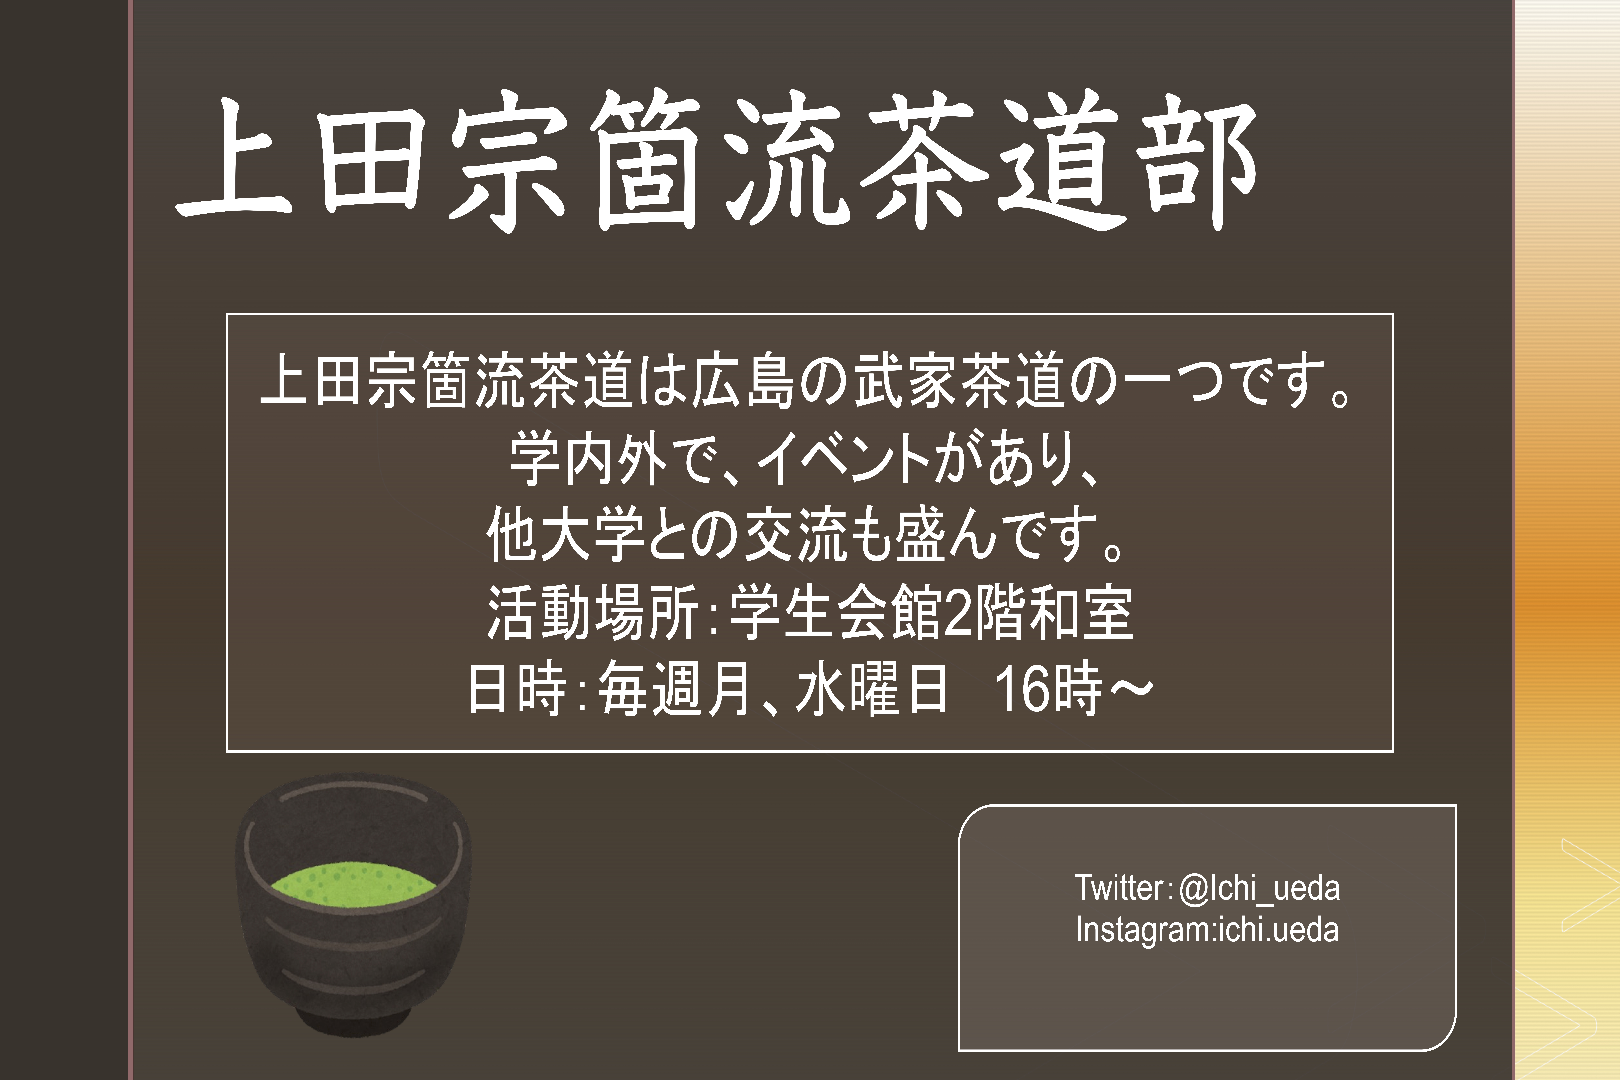 上田宗箇流茶道部
上田宗箇流茶道は広島の武家茶道の一つです。
学内外で、イベントがあり、
他大学との交流も盛んです。
活動場所：学生会館2階和室
日時：毎週月、水曜日　16時～
Twitter：@Ichi_ueda
Instagram:ichi.ueda